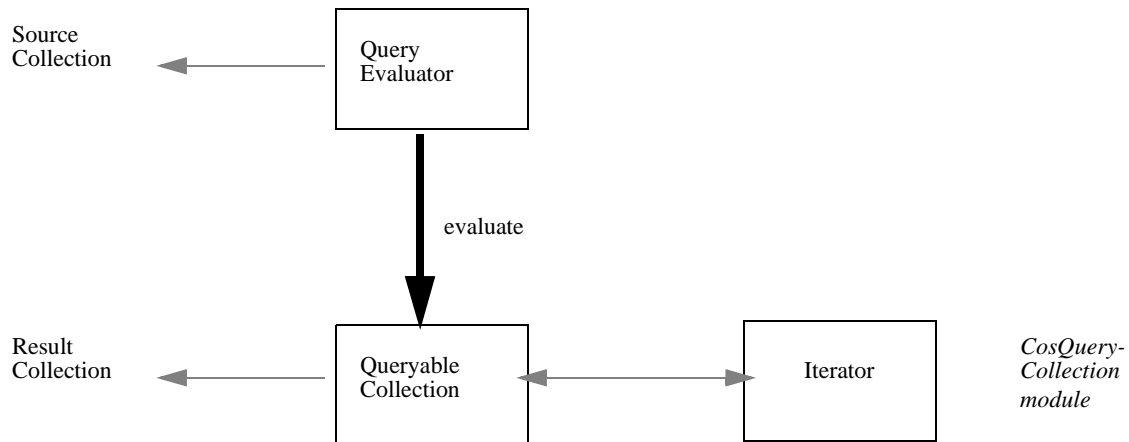 Source
Collection
Query
Evaluator
evaluate
Result
Collection
Queryable
Collection
Iterator
CosQuery-
Collection
module